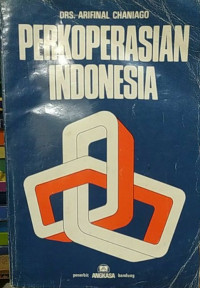 DRS. ARIFINAL CHANIAGO
PERKOPERASIAN
INDONESIA
penerbit ANGKASA bandung